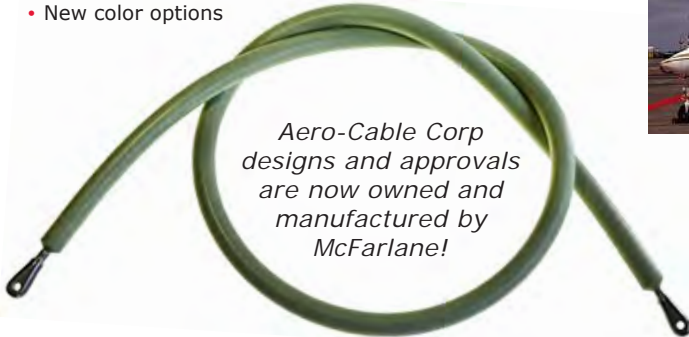 • New color options
Aero-Cable Corp
designs and approvals
are now owned and
manufactured by
McFarlane!